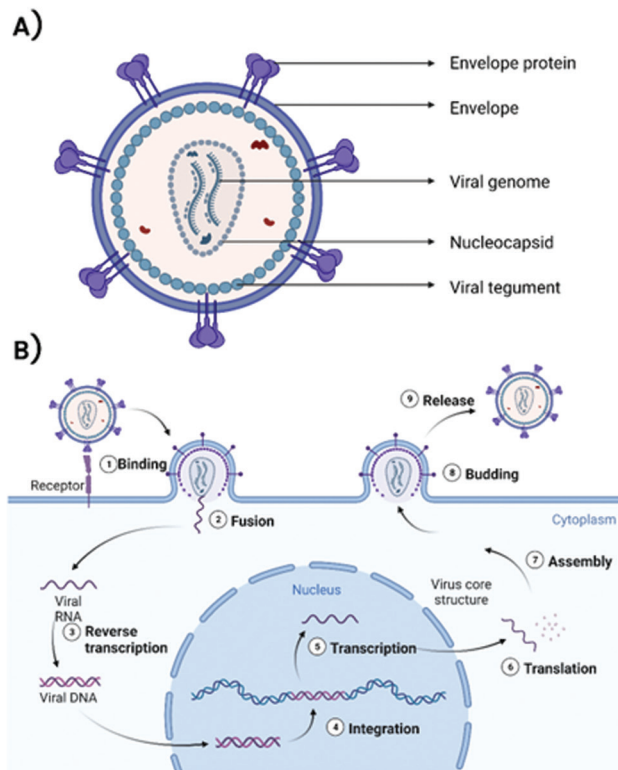 A)
Envelope protein
Envelope
Viral genome
Nucleocapsid
Viral tegument
B)
9 Release
1 Binding
8 Budding
Receptor
2 Fusion
Cytoplasm
7 Assembly
Nucleus
Virus core
structure
Viral
RNA
3 Reverse
transcription
5 Transcription
6 Translation
Viral DNA
4 Integration